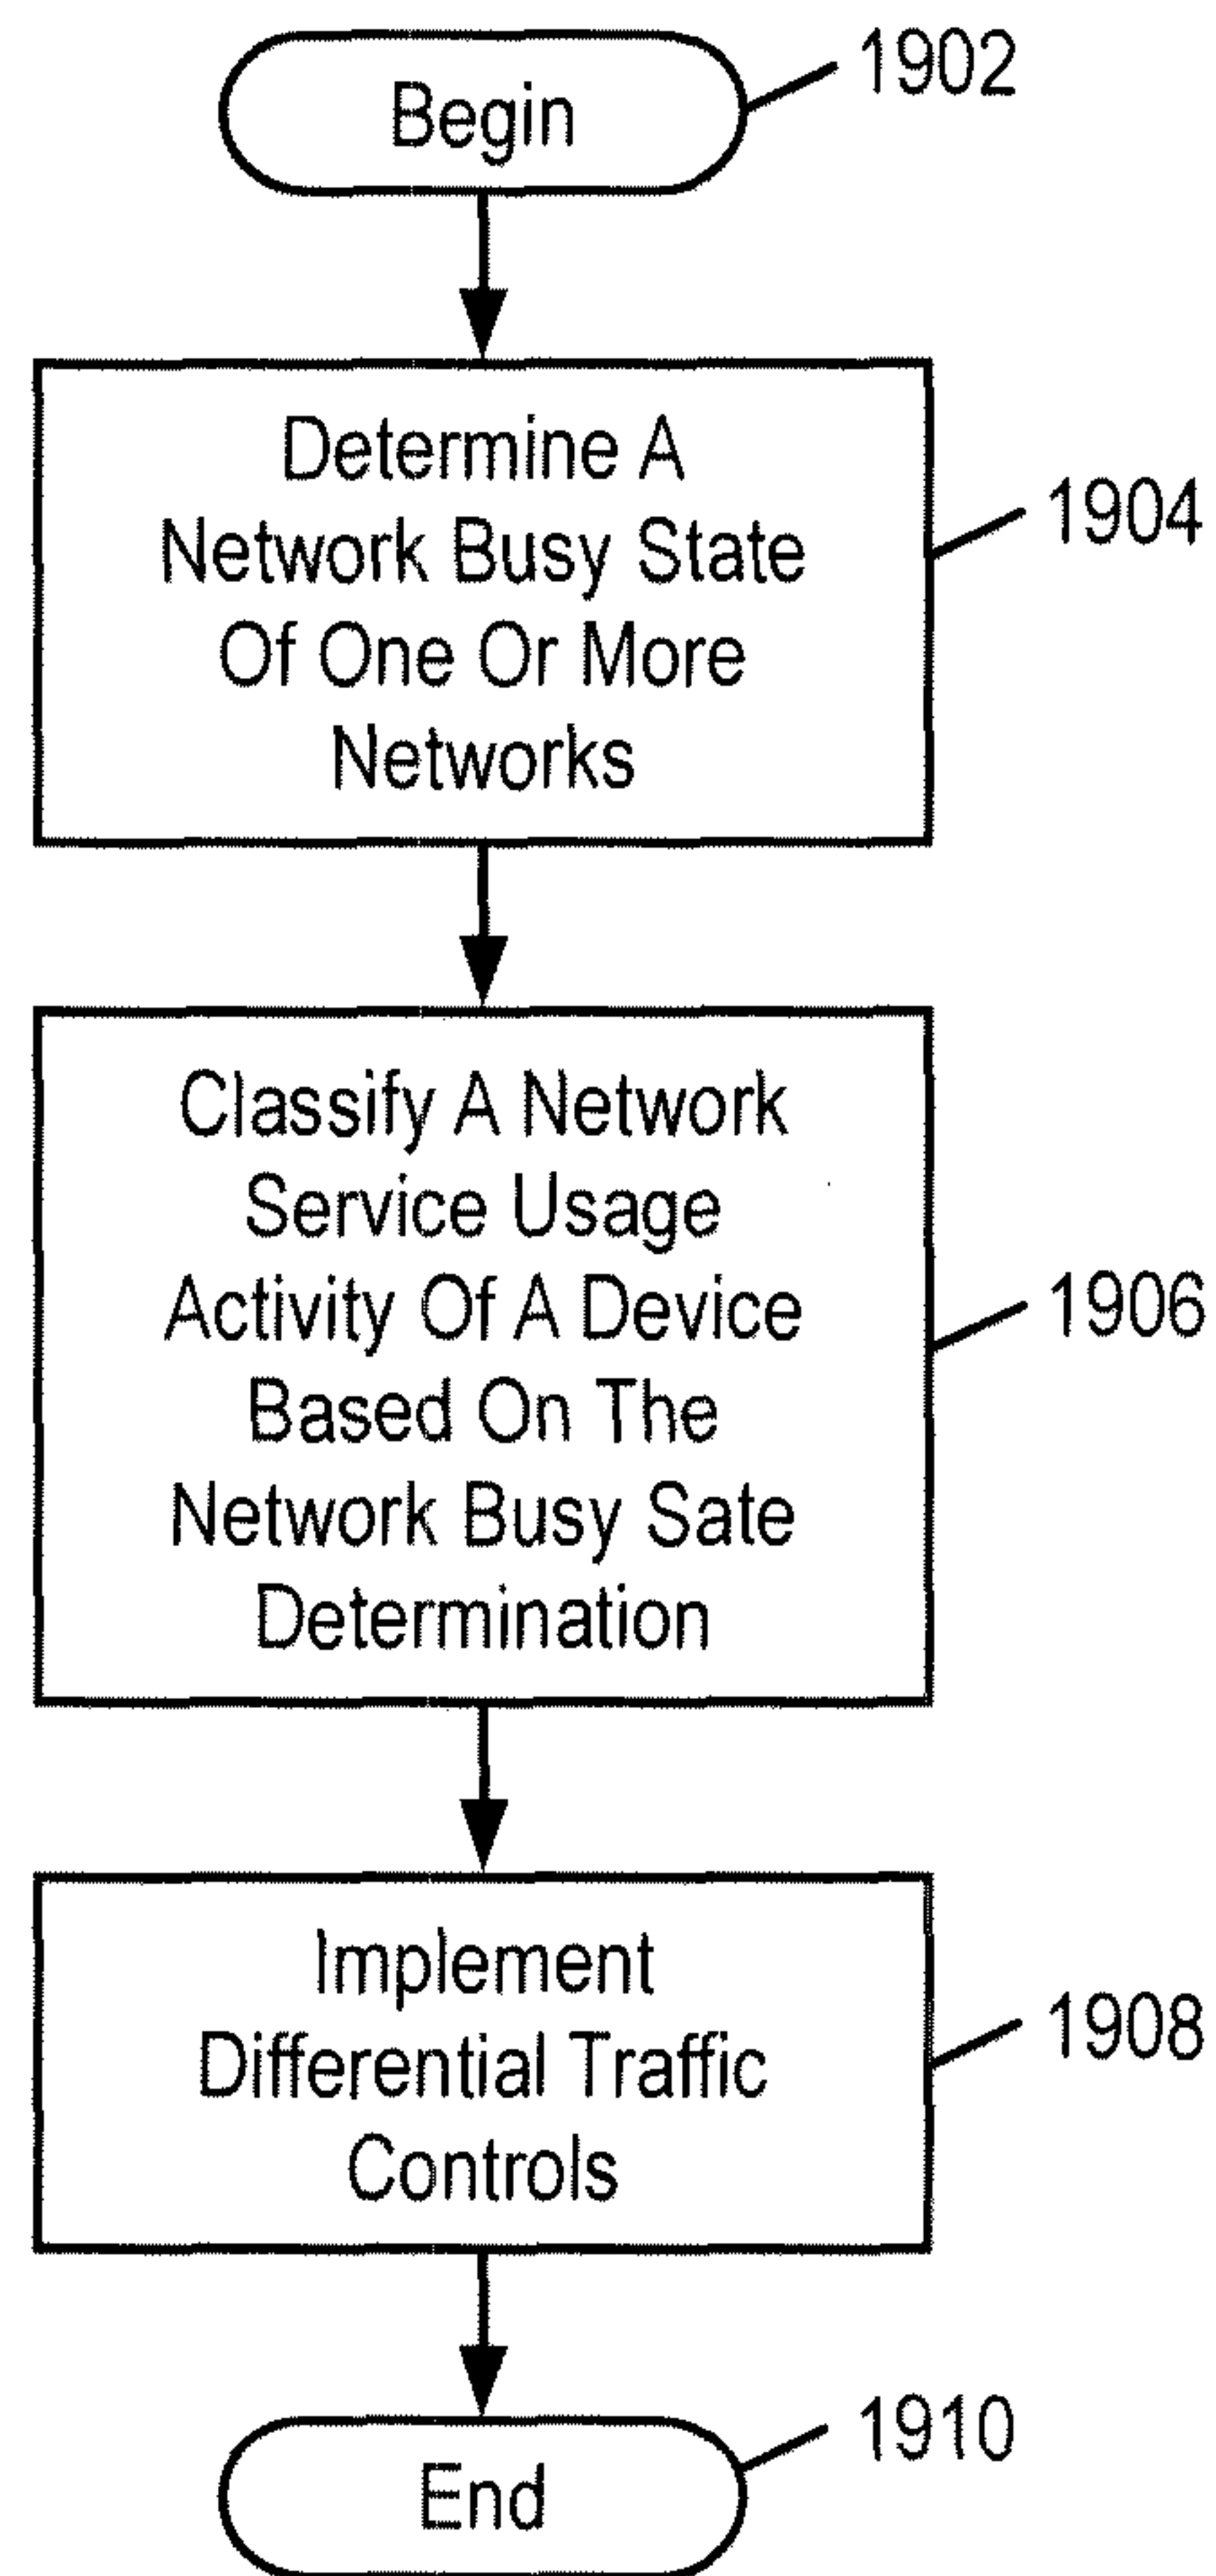 Begin
1902
Determine A
Network Busy State
Of One Or More
Networks
1904
Classify A Network
Service Usage
Activity Of A Device
Based On The
Network Busy Sate
Determination
1906
Implement
Differential Traffic
Controls
1908
End
1910